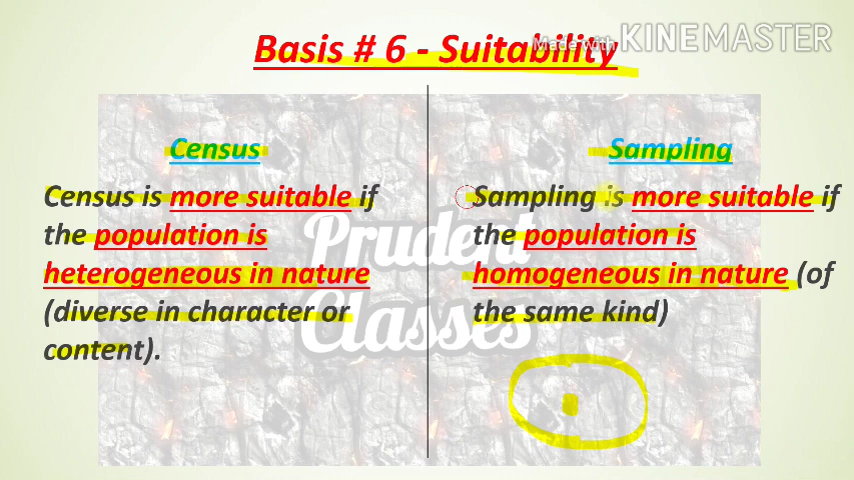 Basis # 6 - Suitability
Made with KINEMASTER
Census
Census is more suitable if
the population is
heterogeneous in nature
(diverse in character or
content).
Sampling
Sampling is more suitable if
the population is
homogeneous in nature (of
the same kind)
Prudent
Classes